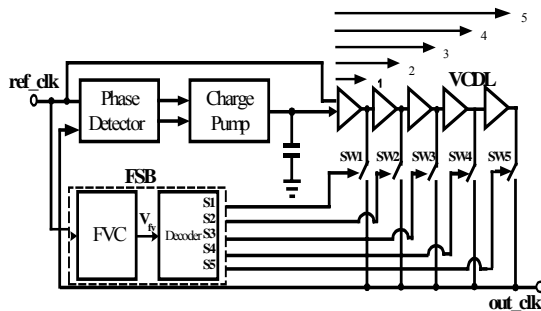 5
4
3
2
1
ref_clk
VCDL
Phase
Detector
Charge
Pump
SW1
SW2
SW3
SW4
SW5
FSB
S1
S2
S3
S4
S5
FVC
Vfv
Decoder
out_clk